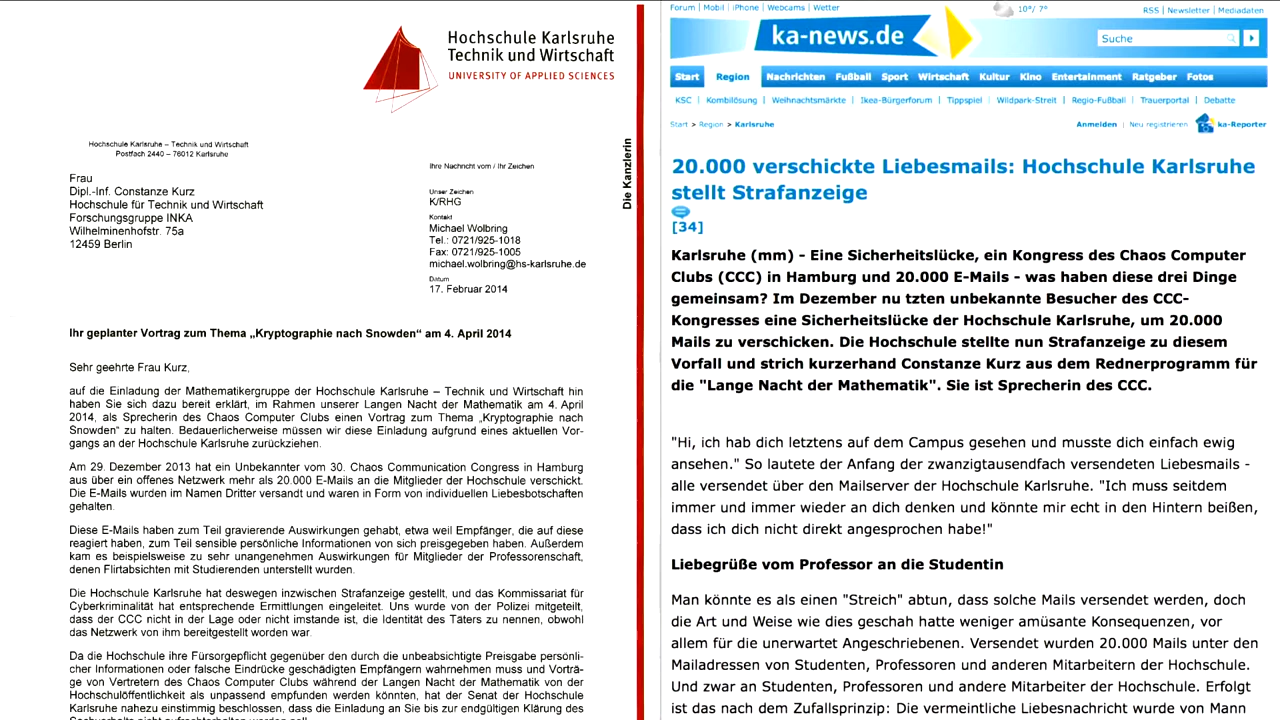 Hochschule Karlsruhe
Technik und Wirtschaft
UNIVERSITY OF APPLIED SCIENCES
Die Kanzlerin
Hochschule Karlsruhe – Technik und Wirtschaft
Postfach 2440 – 76012 Karlsruhe
Frau
Dipl.-Inf. Constanze Kurz
Hochschule für Technik und Wirtschaft
Forschungsgruppe INKA
Wilhelminenhofstr. 75a
12459 Berlin
Ihre Nachricht vom / Ihr Zeichen
Unser Zeichen
K/RHG
Kontakt
Michael Wolbring
Tel.: 0721/925-1018
Fax: 0721/925-1005
michael.wolbring@hs-karlsruhe.de
Datum
17. Februar 2014
Ihr geplanter Vortrag zum Thema „Kryptographie nach Snowden“ am 4. April 2014
Sehr geehrte Frau Kurz,
auf die Einladung der Mathematikergruppe der Hochschule Karlsruhe – Technik und Wirtschaft hin
haben Sie sich dazu bereit erklärt, im Rahmen unserer Langen Nacht der Mathematik am 4. April
2014, als Sprecherin des Chaos Computer Clubs einen Vortrag zum Thema „Kryptographie nach
Snowden“ zu halten. Bedauerlicherweise müssen wir diese Einladung aufgrund eines aktuellen Vor-
gangs an der Hochschule Karlsruhe zurückziehen.
Am 29. Dezember 2013 hat ein Unbekannter vom 30. Chaos Communication Congress in Hamburg
aus über ein offenes Netzwerk mehr als 20.000 E-Mails an die Mitglieder der Hochschule verschickt.
Die E-Mails wurden im Namen Dritter versandt und waren in Form von individuellen Liebesbotschaften
gehalten.
Diese E-Mails haben zum Teil gravierende Auswirkungen gehabt, etwa weil Empfänger, die auf diese
reagiert haben, zum Teil sensible persönliche Informationen von sich preisgegeben haben. Außerdem
kam es beispielsweise zu sehr unangenehmen Auswirkungen für Mitglieder der Professorenschaft,
denen Flirtabsichten mit Studierenden unterstellt wurden.
Die Hochschule Karlsruhe hat deswegen inzwischen Strafanzeige gestellt, und das Kommissariat für
Cyberkriminalität hat entsprechende Ermittlungen eingeleitet. Uns wurde von der Polizei mitgeteilt,
dass der CCC nicht in der Lage oder nicht imstande ist, die Identität des Täters zu nennen, obwohl
das Netzwerk von ihm bereitgestellt worden war.
Da die Hochschule ihre Fürsorgepflicht gegenüber den durch die unbeabsichtigte Preisgabe persönli-
cher Informationen oder falsche Eindrücke geschädigten Empfängern wahrnehmen muss und Vorträ-
ge von Vertretern des Chaos Computer Clubs während der Langen Nacht der Mathematik von der
Hochschulöffentlichkeit als unpassend empfunden werden könnten, hat der Senat der Hochschule
Karlsruhe nahezu einstimmig beschlossen, dass die Einladung an Sie bis zur endgültigen Klärung des
Forum | Mobil | iPhone | Webcams | Wetter
10°/ 7°
RSS | Newsletter | Mediadaten
ka-news.de
Suche
Start Region Nachrichten Fußball Sport Wirtschaft Kultur Kino Entertainment Ratgeber Fotos
KSC | Kombilösung | Weihnachtsmärkte | Ikea-Bürgerforum | Tippspiel | Wildpark-Streit | Regio-Fußball | Trauerportal | Debatte
Start > Region > Karlsruhe
Anmelden | Neu registrieren ka-Reporter
20.000 verschickte Liebesmails: Hochschule Karlsruhe
stellt Strafanzeige
[34]
Karlsruhe (mm) - Eine Sicherheitslücke, ein Kongress des Chaos Computer
Clubs (CCC) in Hamburg und 20.000 E-Mails - was haben diese drei Dinge
gemeinsam? Im Dezember nu tzten unbekannte Besucher des CCC-
Kongresses eine Sicherheitslücke der Hochschule Karlsruhe, um 20.000
Mails zu verschicken. Die Hochschule stellte nun Strafanzeige zu diesem
Vorfall und strich kurzerhand Constanze Kurz aus dem Rednerprogramm für
die "Lange Nacht der Mathematik". Sie ist Sprecherin des CCC.
"Hi, ich hab dich letztens auf dem Campus gesehen und musste dich einfach ewig
ansehen." So lautete der Anfang der zwanzigtausendfach versendeten Liebesmails -
alle versendet über den Mailserver der Hochschule Karlsruhe. "Ich muss seitdem
immer und immer wieder an dich denken und könnte mir echt in den Hintern beißen,
dass ich dich nicht direkt angesprochen habe!"
Liebegrüße vom Professor an die Studentin
Man könnte es als einen "Streich" abtun, dass solche Mails versendet werden, doch
die Art und Weise wie dies geschah hatte weniger amüsante Konsequenzen, vor
allem für die unerwartet Angeschriebenen. Versendet wurden 20.000 Mails unter den
Mailadressen von Studenten, Professoren und anderen Mitarbeitern der Hochschule.
Und zwar an Studenten, Professoren und andere Mitarbeiter der Hochschule. Erfolgt
ist das nach dem Zufallsprinzip: Die vermeintliche Liebesnachricht wurde von Mann